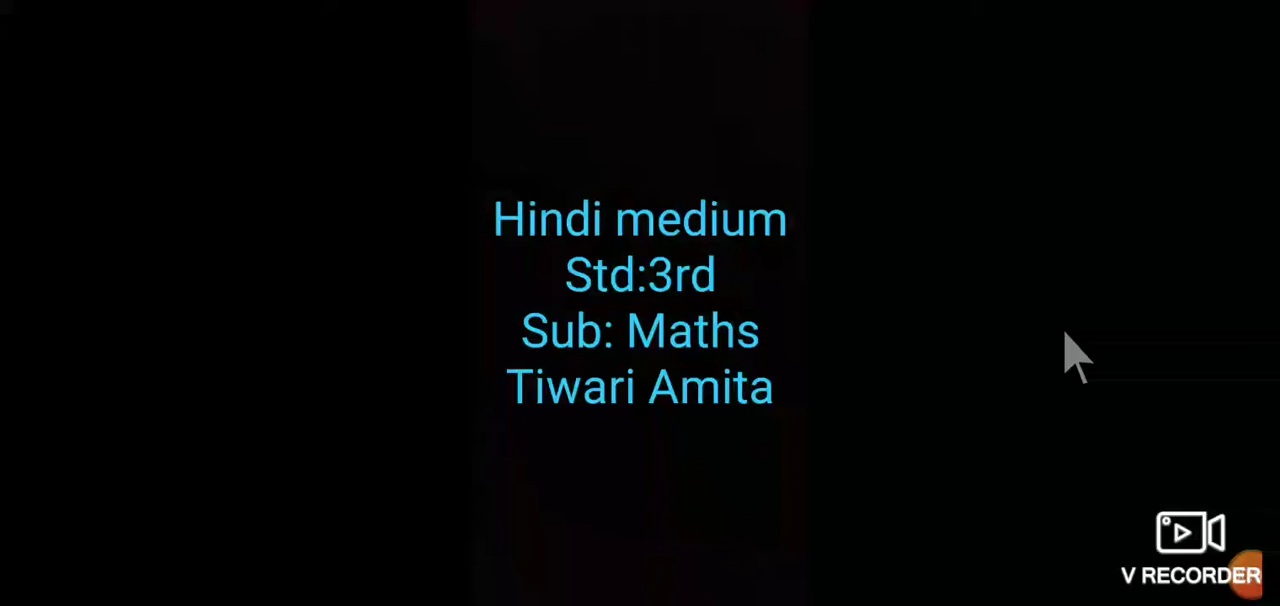 Hindi medium
Std:3rd
Sub: Maths
Tiwari Amita
V RECORDER